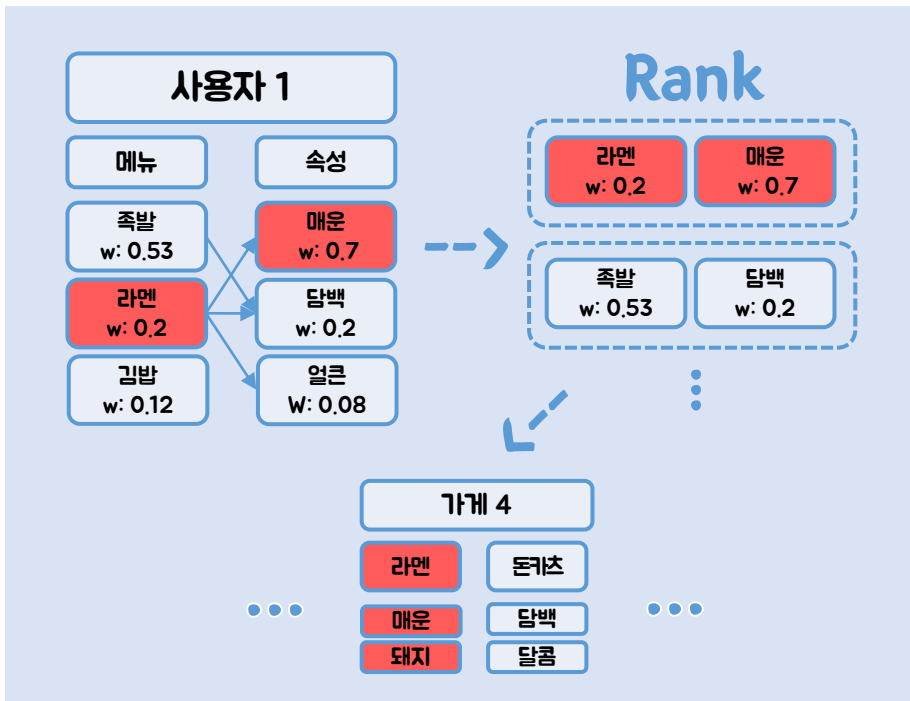 사용자 1
메뉴
속성
족발
w: 0.53
매운
w: 0.7
라멘
w: 0.2
담백
w: 0.2
김밥
w: 0.12
얼큰
W: 0.08
Rank
라멘
w: 0.2
매운
w: 0.7
족발
w: 0.53
담백
w: 0.2
가게 4
라멘
돈카츠
매운
담백
돼지
달콤